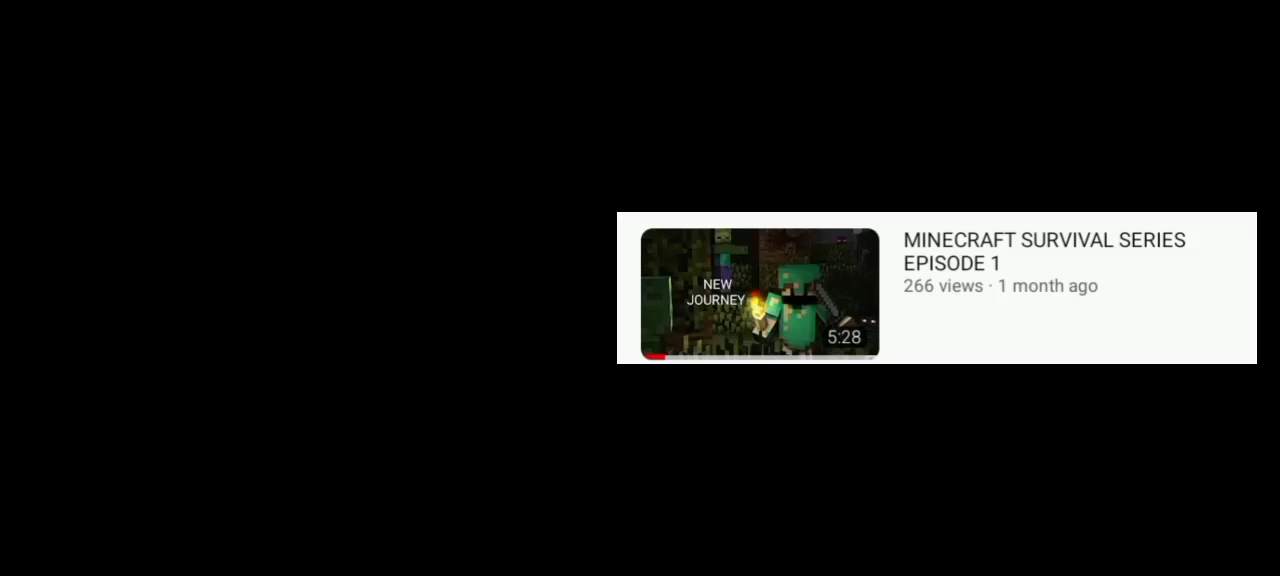 NEW
JOURNEY
5:28
MINECRAFT SURVIVAL SERIES
EPISODE 1
266 views · 1 month ago